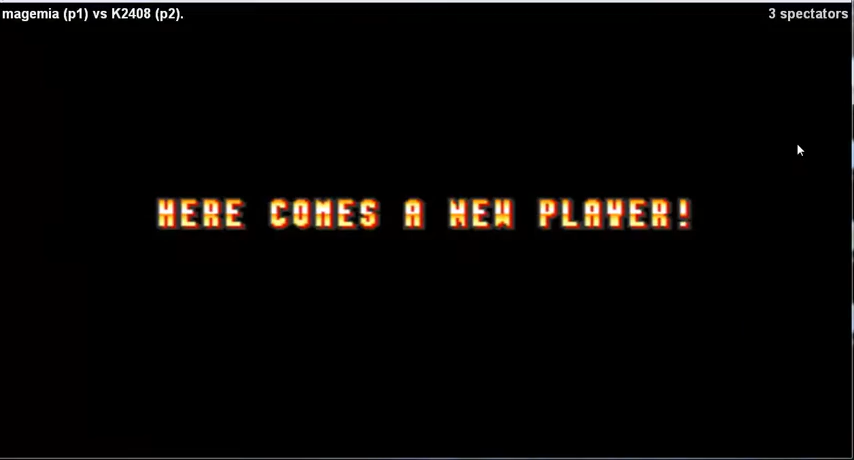 magemia (p1) vs K2408 (p2).
3 spectators
HERE COMES A NEW PLAYER!